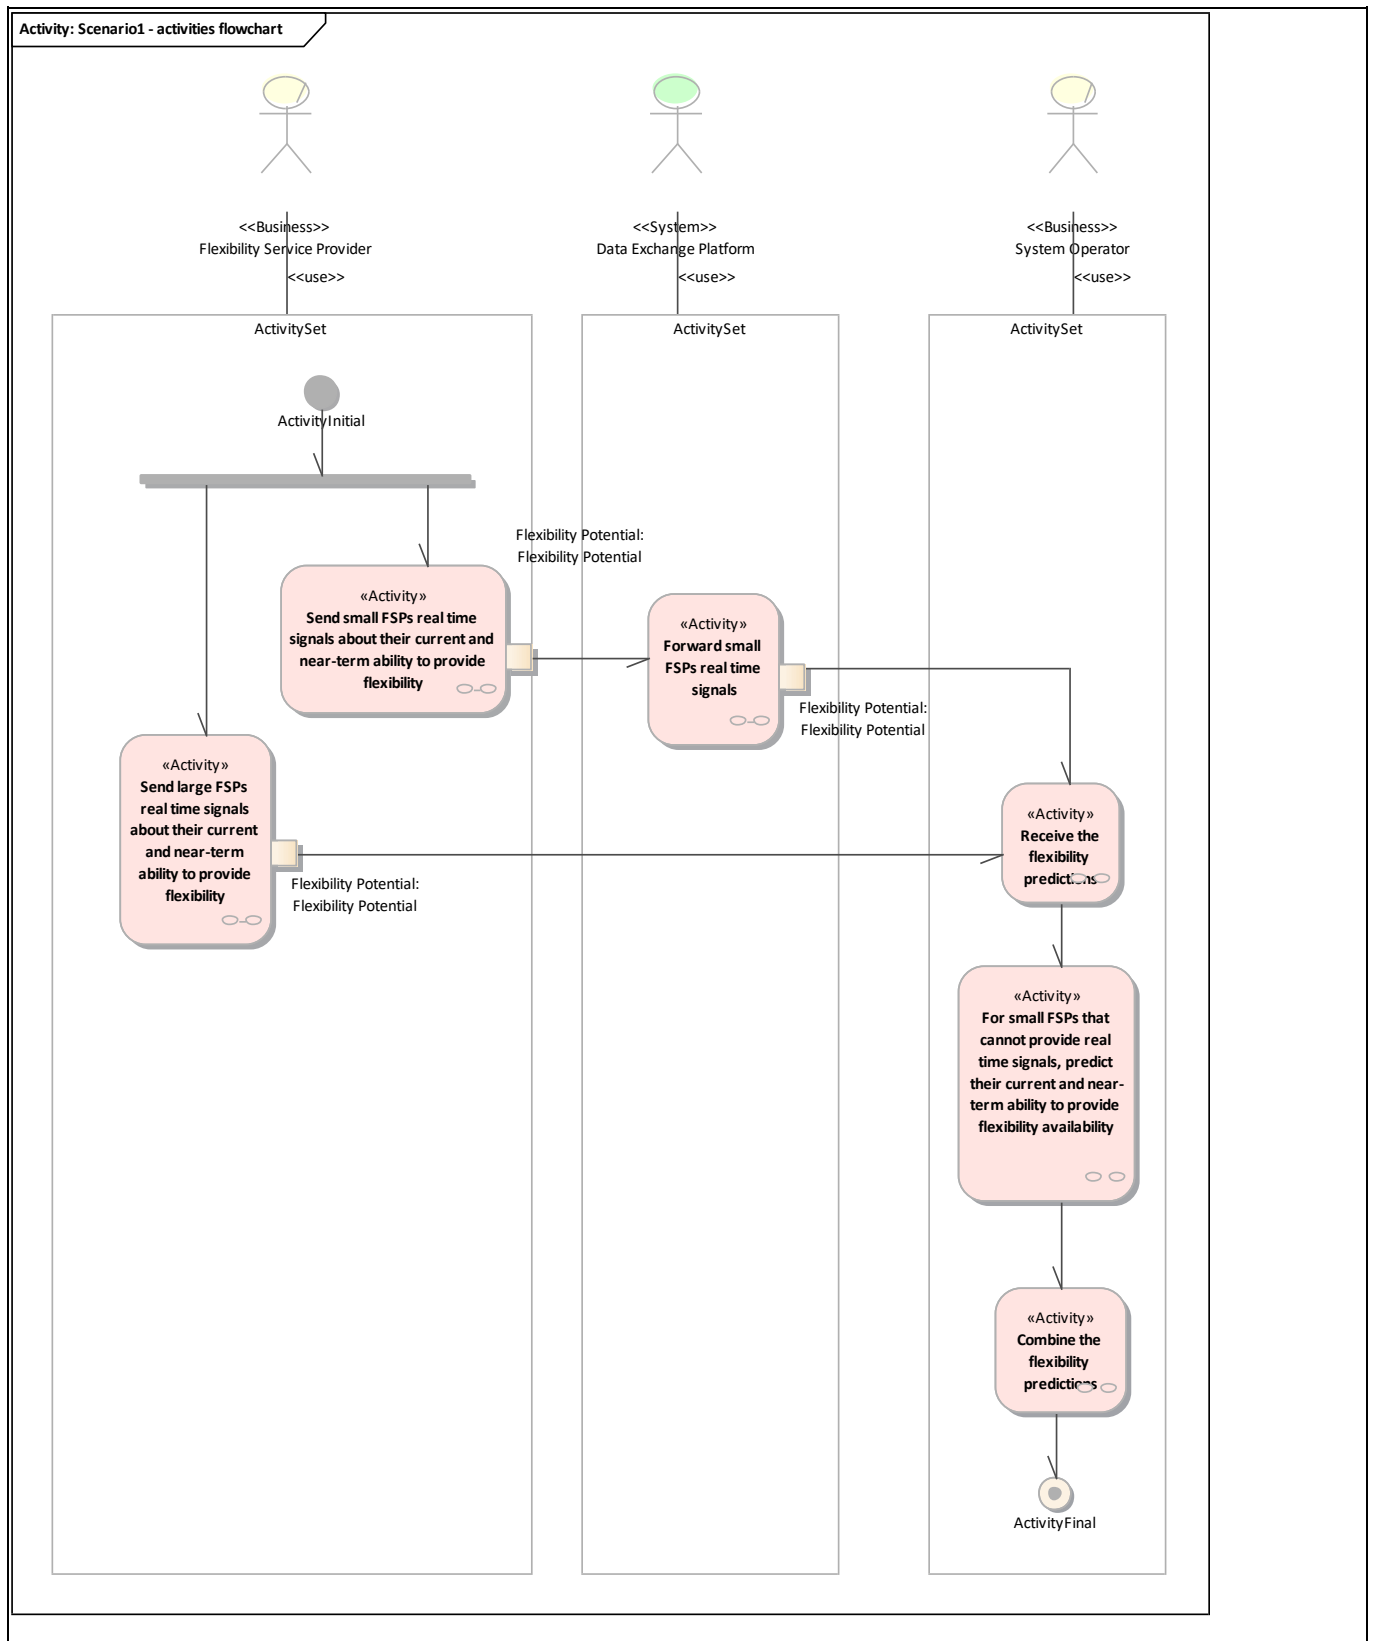 Activity: Scenario1 - activities flowchart
<<Business>>
Flexibility Service Provider
<<use>>
<<System>>
Data Exchange Platform
<<use>>
<<Business>>
System Operator
<<use>>
ActivitySet
ActivitySet
ActivitySet
ActivityInitial
Flexibility Potential:
Flexibility Potential
«Activity»
Send small FSPs real time
signals about their current and
near-term ability to provide
flexibility
«Activity»
Forward small
FSPs real time
signals
Flexibility Potential:
Flexibility Potential
«Activity»
Send large FSPs
real time signals
about their current
and near-term
ability to provide
flexibility
Flexibility Potential:
Flexibility Potential
«Activity»
Receive the
flexibility
predictions
«Activity»
For small FSPs that
cannot provide real
time signals, predict
their current and near-
term ability to provide
flexibility availability
«Activity»
Combine the
flexibility
predictions
ActivityFinal